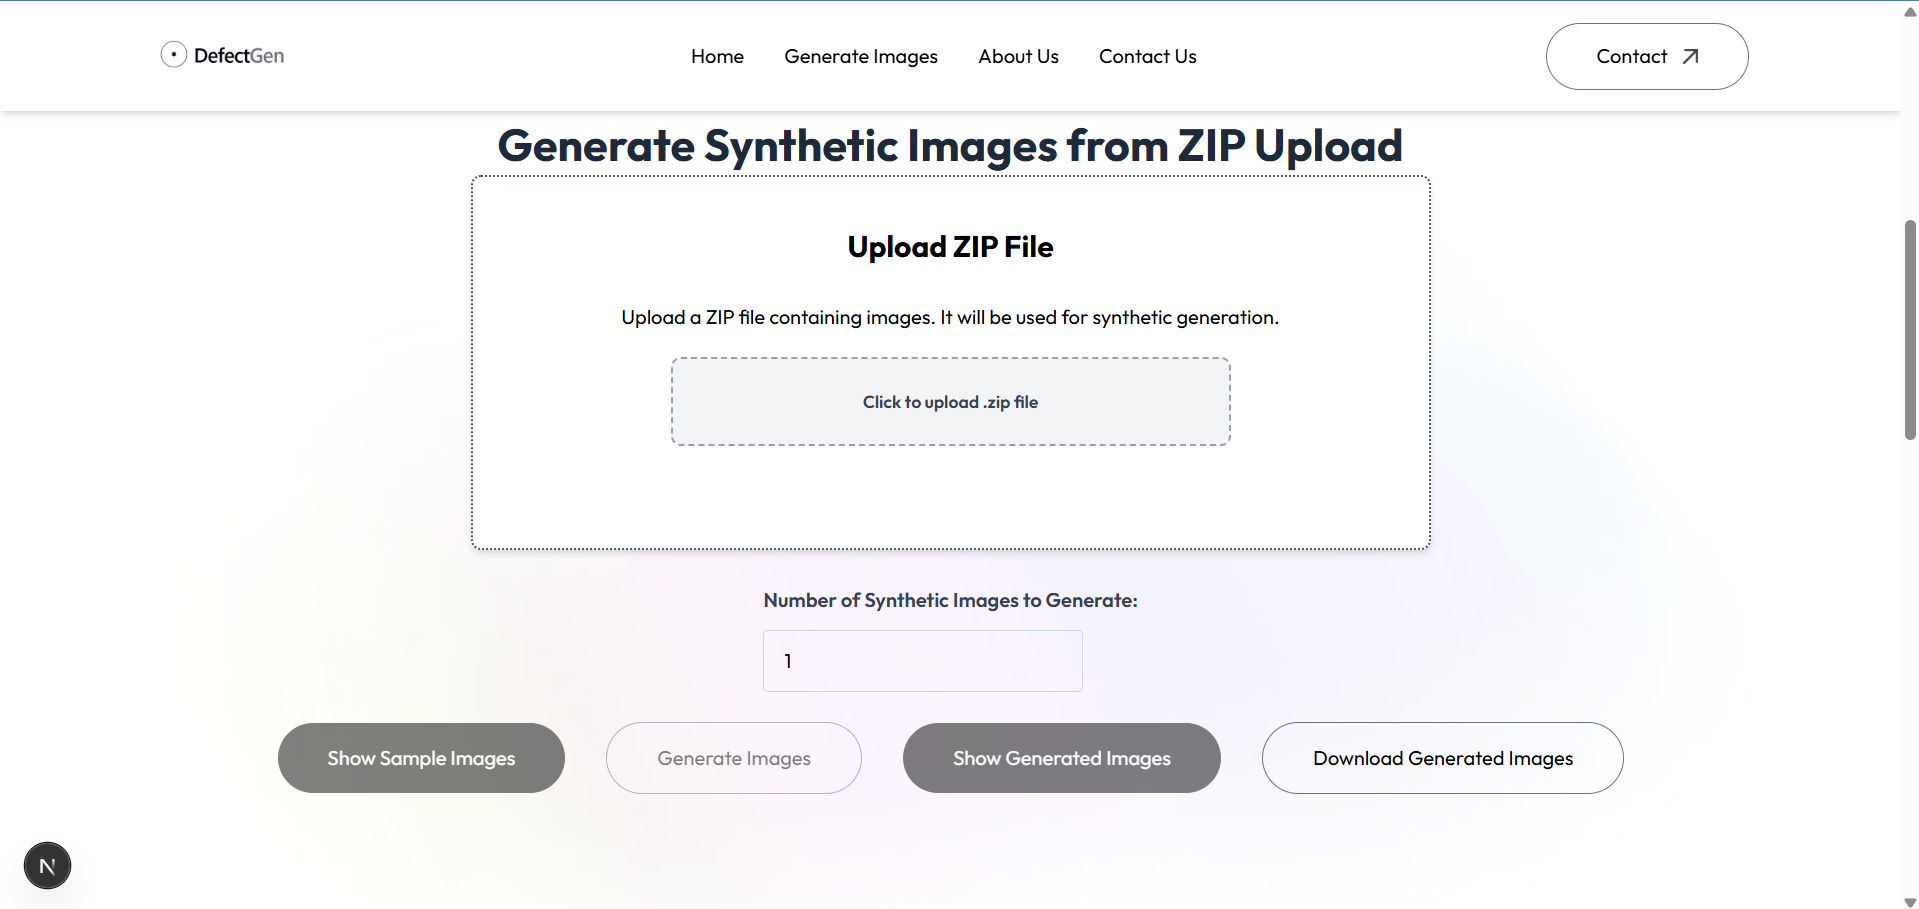 DefectGen
Home
Generate Images
About Us
Contact Us
Contact
Generate Synthetic Images from ZIP Upload
Upload ZIP File
Upload a ZIP file containing images. It will be used for synthetic generation.
Click to upload .zip file
Number of Synthetic Images to Generate:
1
Show Sample Images
Generate Images
Show Generated Images
Download Generated Images
N